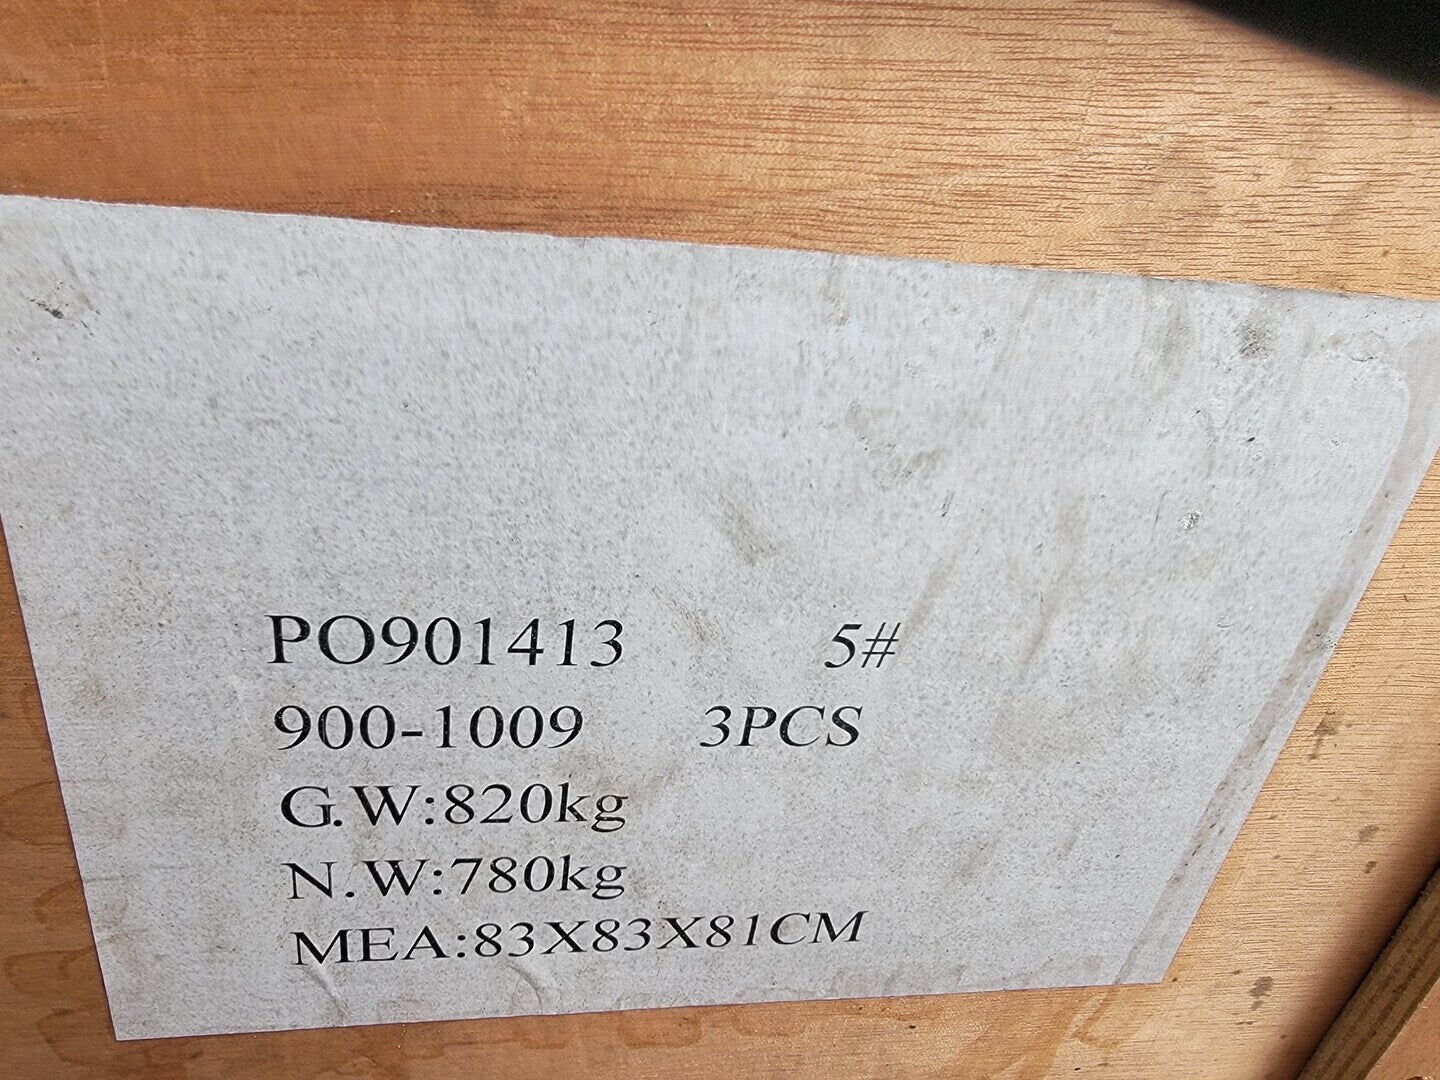 PO901413 5#
900-1009 3PCS
G.W:820kg
N.W:780kg
MEA:83X83X81CM